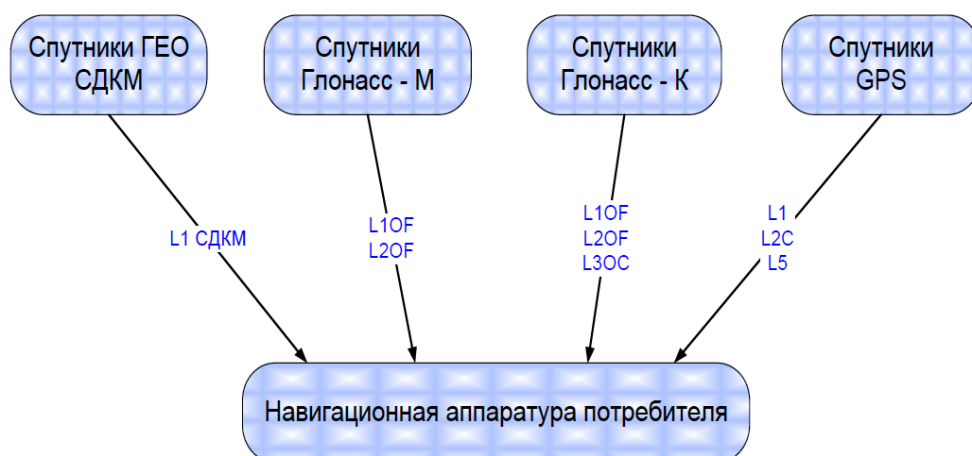 Спутники ГЕО
СДКМ
Спутники
Глонасс - М
Спутники
Глонасс - К
Спутники
GPS
L1 СДКМ
L1OF
L2OF
L1OF
L2OF
L3OC
L1
L2C
L5
Навигационная аппаратура потребителя